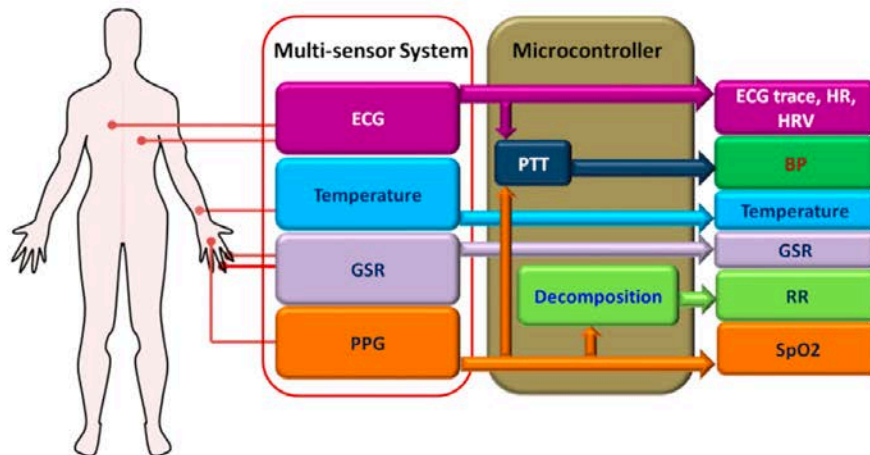 Multi-sensor System
Microcontroller
ECG
ECG trace, HR,
HRV
PTT
BP
Temperature
Temperature
GSR
GSR
Decomposition
RR
PPG
SpO2